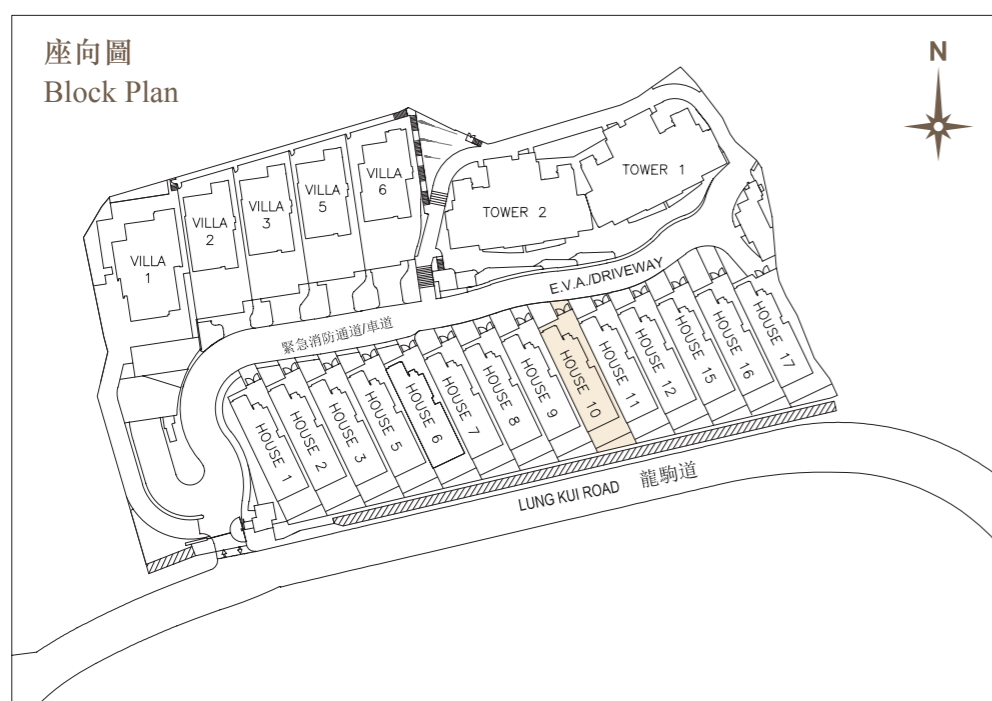 座向圖
Block Plan
N
VILLA
1
VILLA
2
VILLA
3
VILLA
5
VILLA
6
TOWER 2
TOWER 1
E.V.A./DRIVEWAY
緊急消防通道/車道
HOUSE 1
HOUSE 2
HOUSE 3
HOUSE 5
HOUSE 6
HOUSE 7
HOUSE 8
HOUSE 9
HOUSE 10
HOUSE 11
HOUSE 12
HOUSE 15
HOUSE 16
HOUSE 17
LUNG KUI ROAD 龍駒道